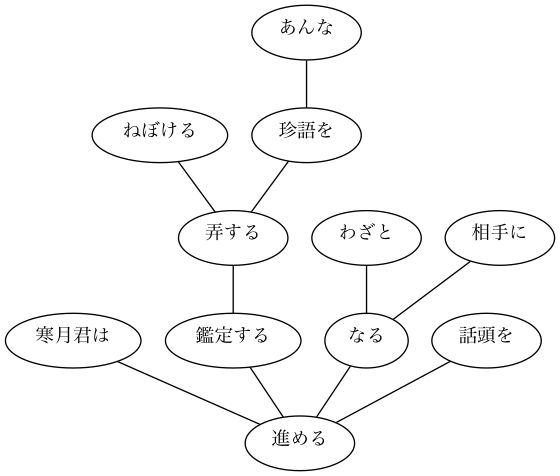 あんな
ねぼける
珍語を
弄する
わざと
相手に
寒月君は
鑑定する
なる
話頭を
進める